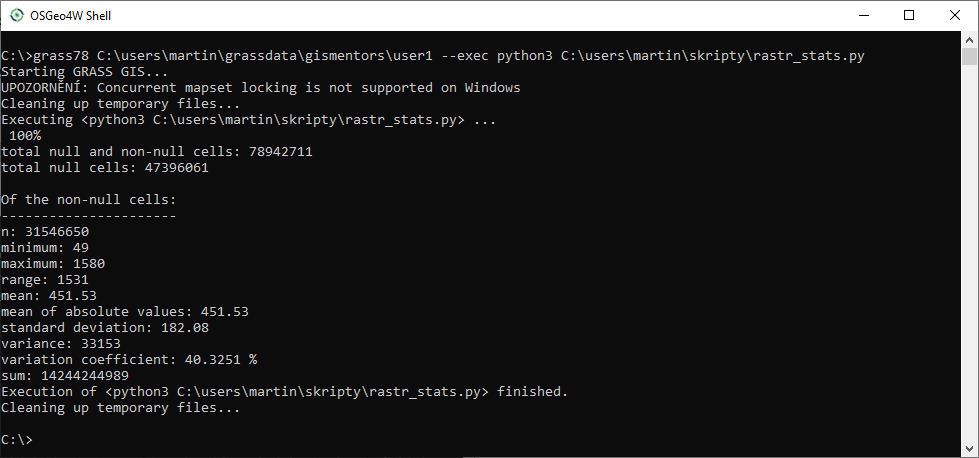 OSGeo4W Shell
C:\>grass78 C:\users\martin\grassdata\gismentors\user1 --exec python3 C:\users\martin\skripty\rastr_stats.py
Starting GRASS GIS...
UPOZORNĚNÍ: Concurrent mapset locking is not supported on Windows
Cleaning up temporary files...
Executing <python3 C:\users\martin\skripty\rastr_stats.py> ...
 100%
total null and non-null cells: 78942711
total null cells: 47396061

Of the non-null cells:
----------------------
n: 31546650
minimum: 49
maximum: 1580
range: 1531
mean: 451.53
mean of absolute values: 451.53
standard deviation: 182.08
variance: 33153
variation coefficient: 40.3251 %
sum: 14244244989
Execution of <python3 C:\users\martin\skripty\rastr_stats.py> finished.
Cleaning up temporary files...

C:\>